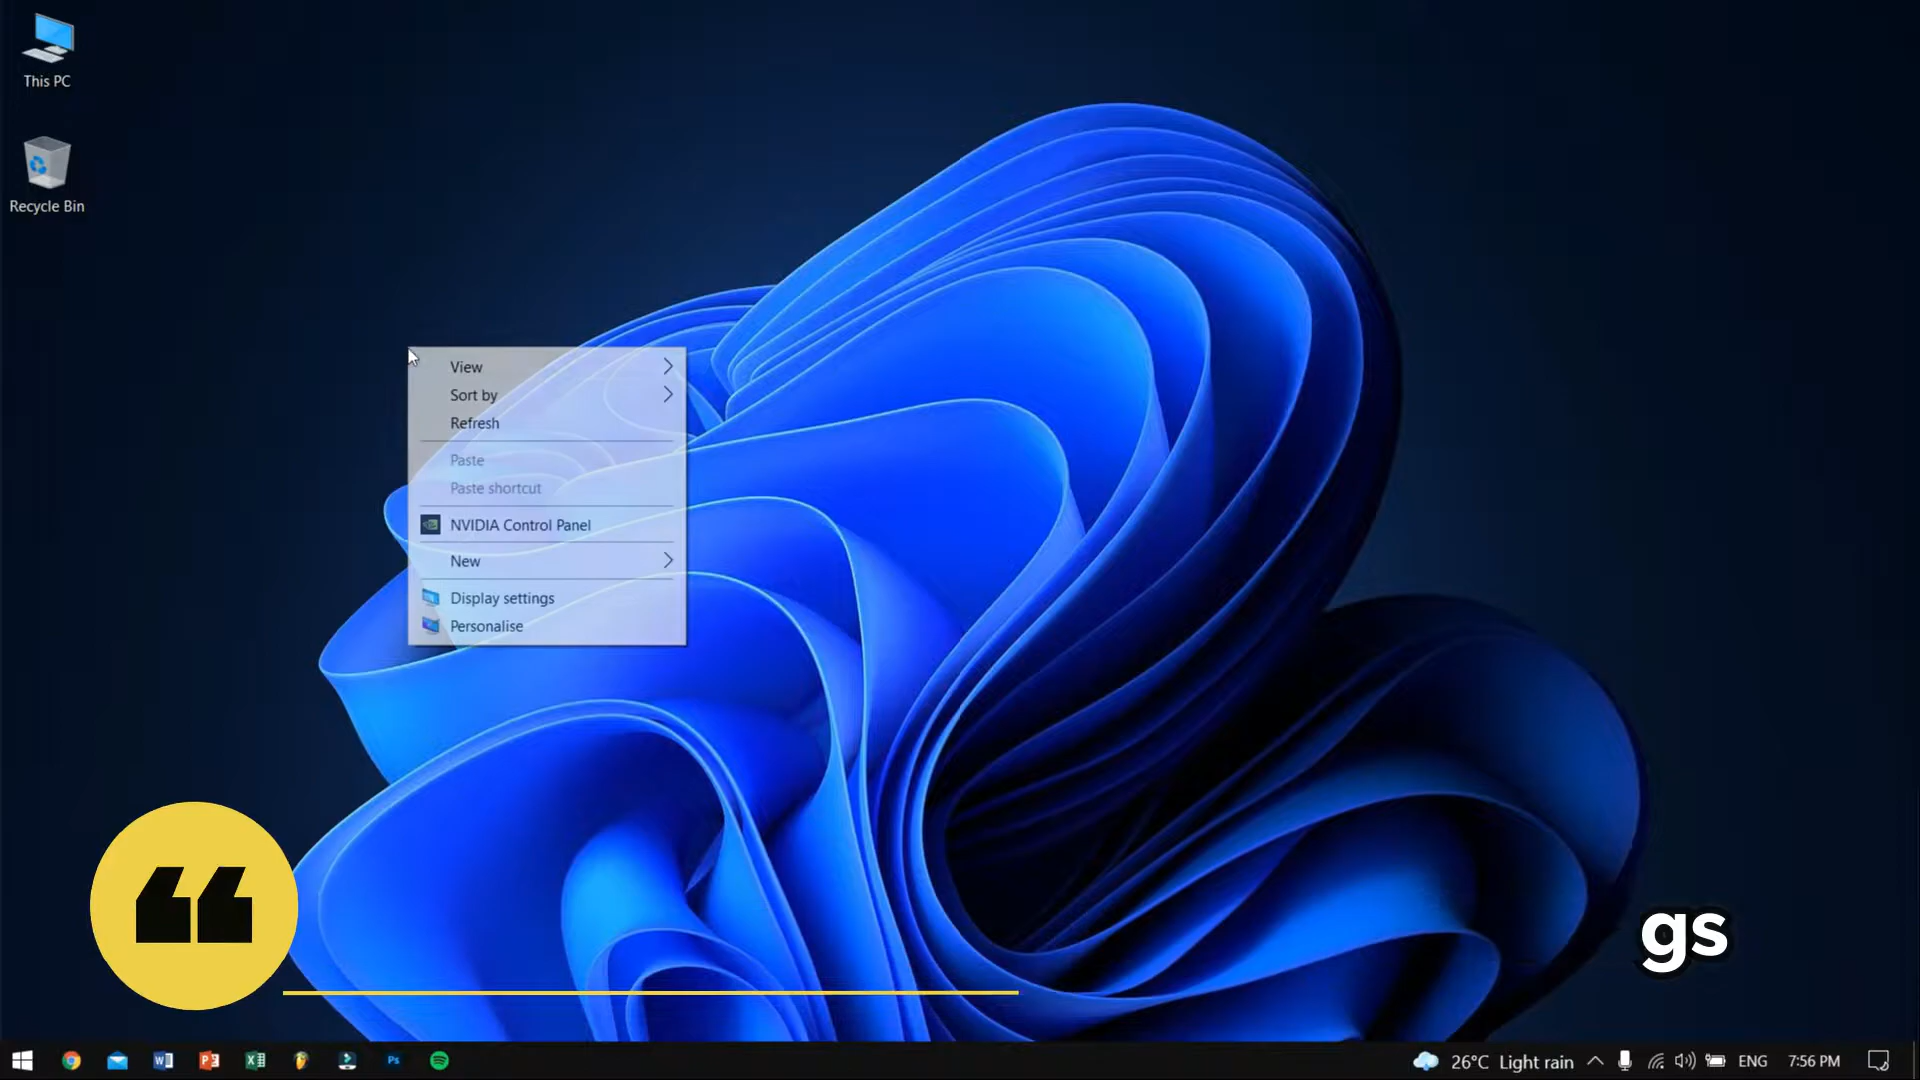 This PC
Recycle Bin
View
Sort by
Refresh
Paste
Paste shortcut
NVIDIA Control Panel
New
Display settings
Personalise
gs
Ps
26°C Light rain
ENG
7:56 PM